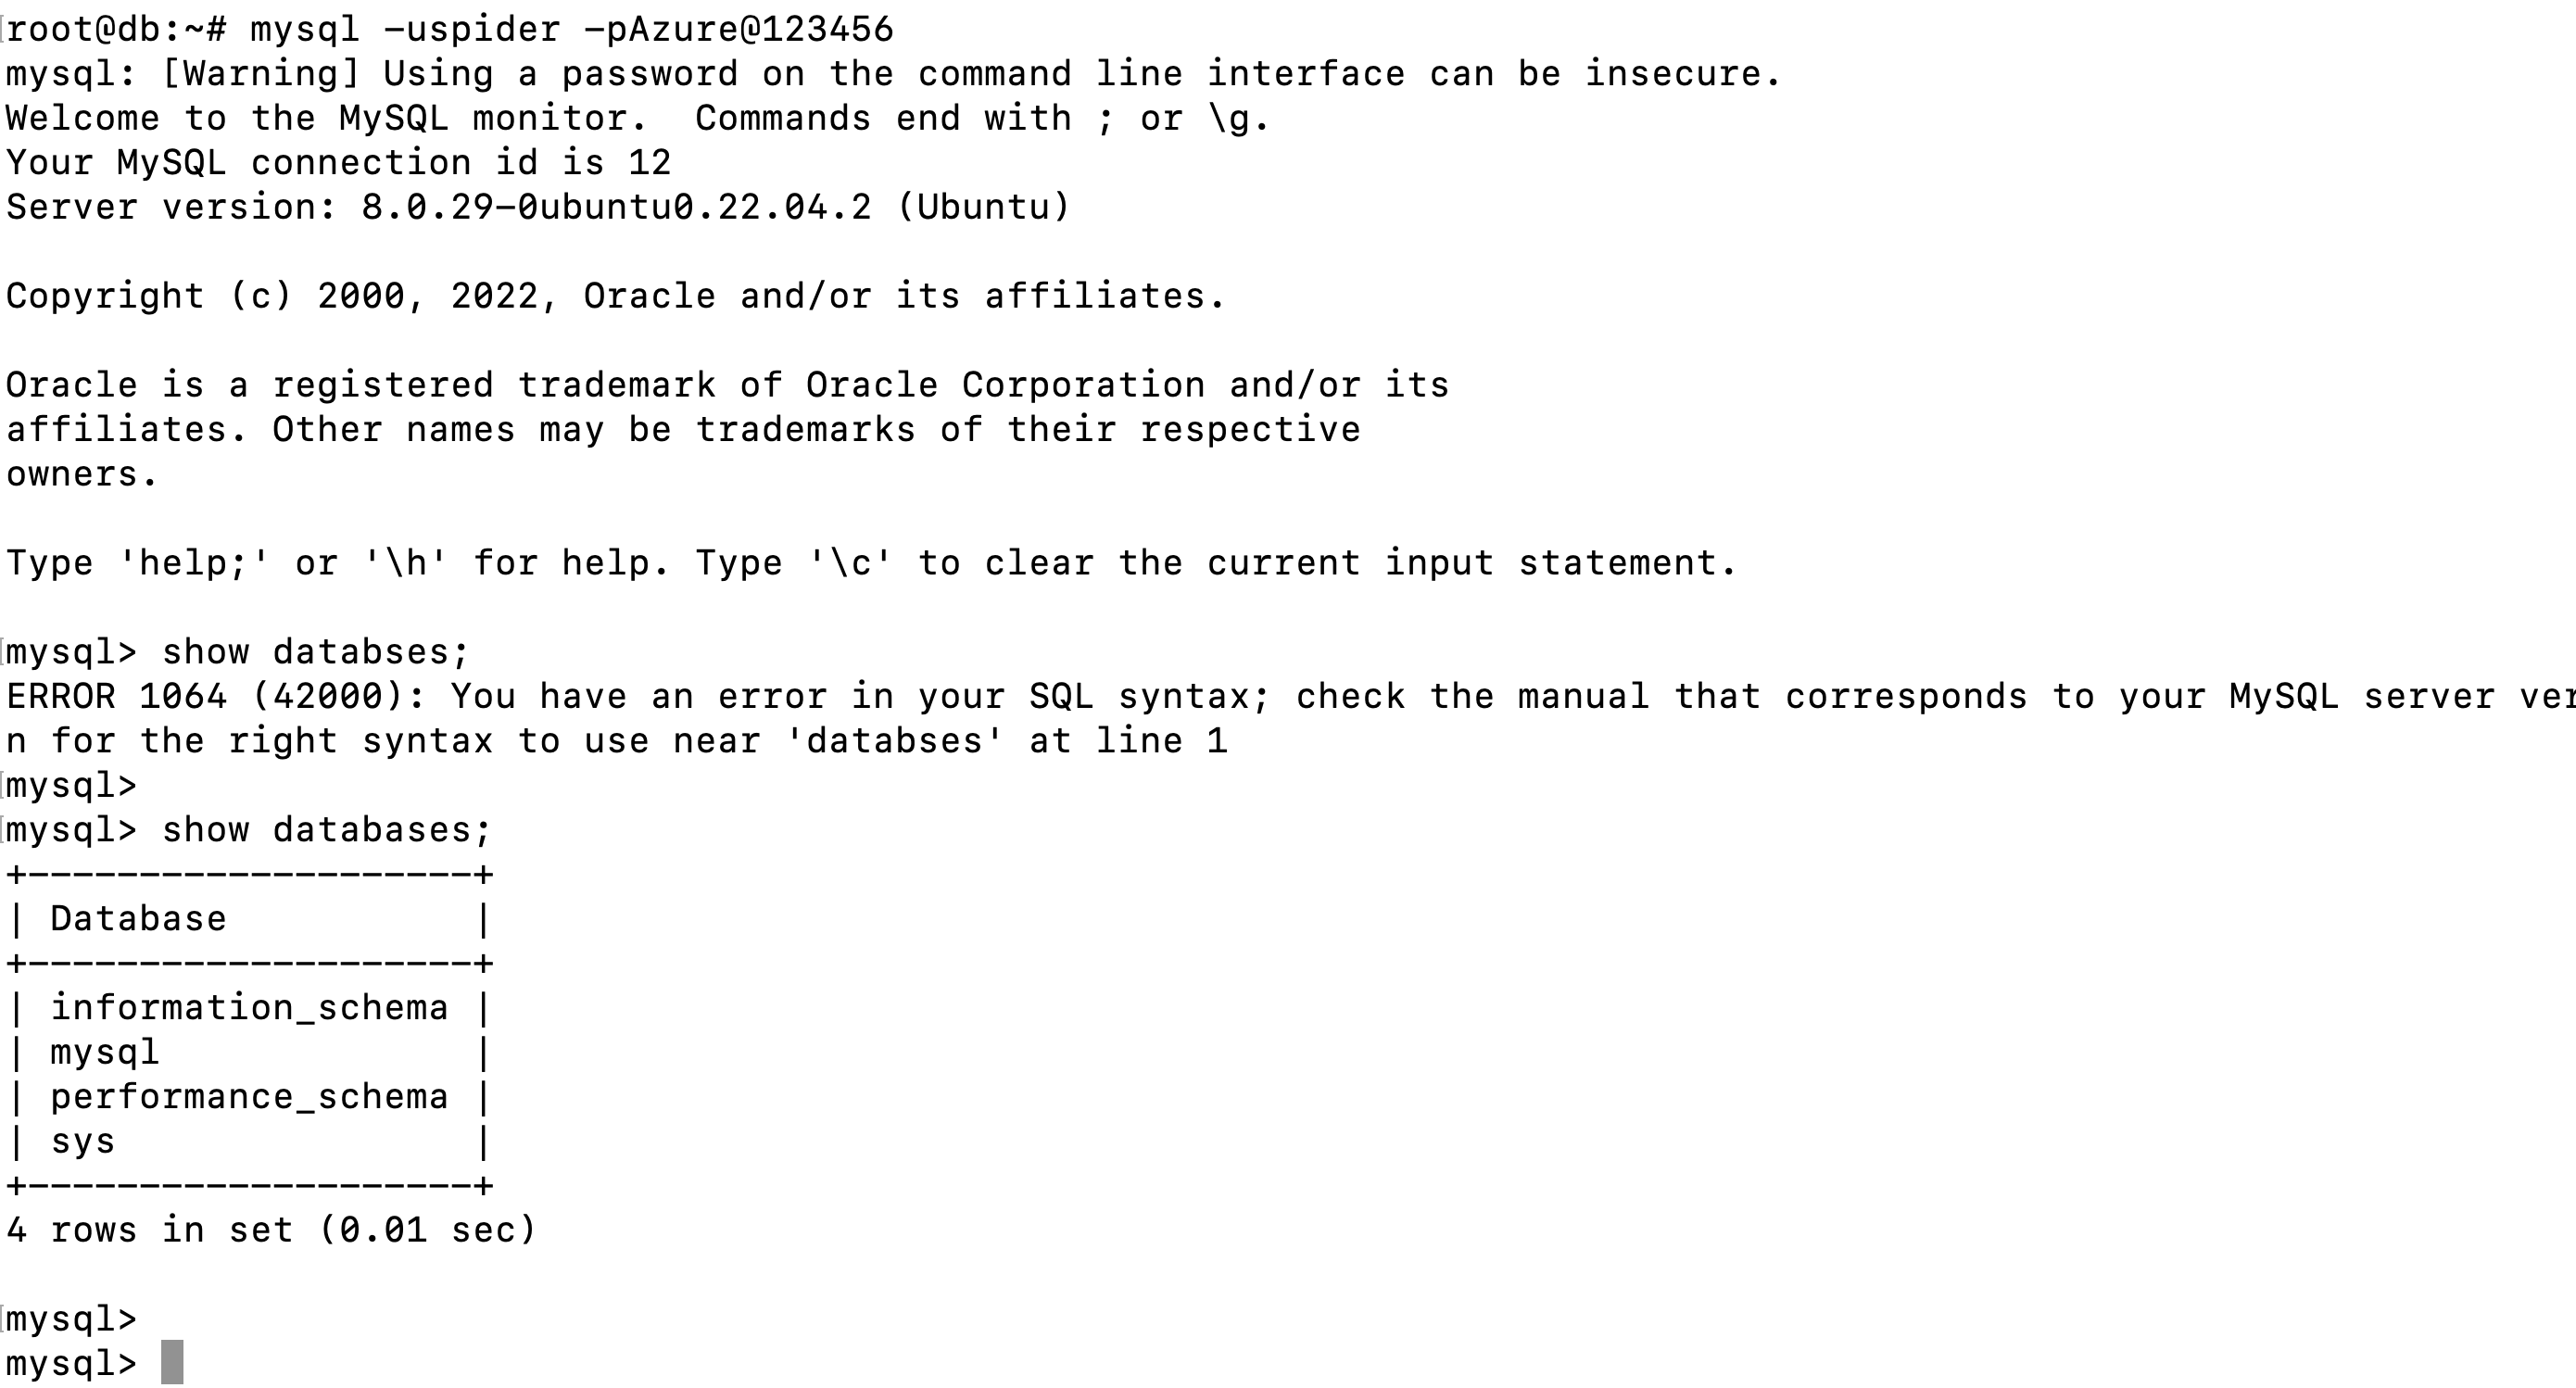 root@db:~# mysql -uspider -pAzure@123456
mysql: [Warning] Using a password on the command line interface can be insecure.
Welcome to the MySQL monitor.  Commands end with ; or \g.
Your MySQL connection id is 12
Server version: 8.0.29-0ubuntu0.22.04.2 (Ubuntu)
Copyright (c) 2000, 2022, Oracle and/or its affiliates.
Oracle is a registered trademark of Oracle Corporation and/or its
affiliates. Other names may be trademarks of their respective
owners.
Type 'help;' or '\h' for help. Type '\c' to clear the current input statement.
mysql> show databses;
ERROR 1064 (42000): You have an error in your SQL syntax; check the manual that corresponds to your MySQL server ver
n for the right syntax to use near 'databses' at line 1
mysql>
mysql> show databases;
+--------------------+
| Database           |
+--------------------+
| information_schema |
| mysql              |
| performance_schema |
| sys                |
+--------------------+
4 rows in set (0.01 sec)
mysql>
mysql>